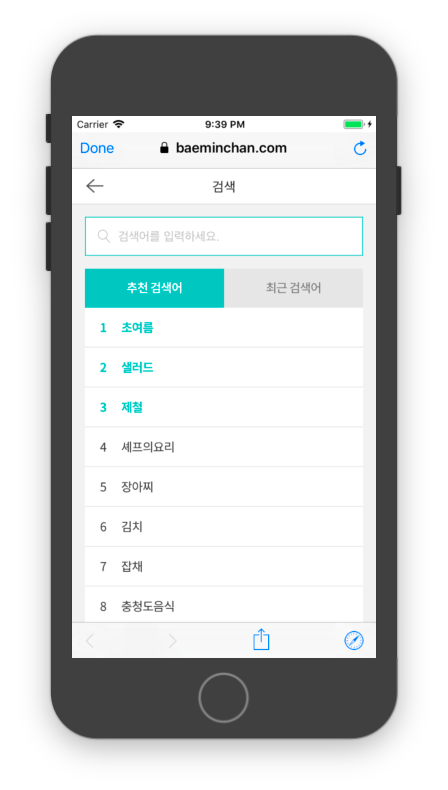 Carrier 9:39 PM
Done baeminchan.com
검색
검색어를 입력하세요.
추천 검색어 최근 검색어
1 초여름
2 샐러드
3 제철
4 셰프의요리
5 장아찌
6 김치
7 잡채
8 충청도음식